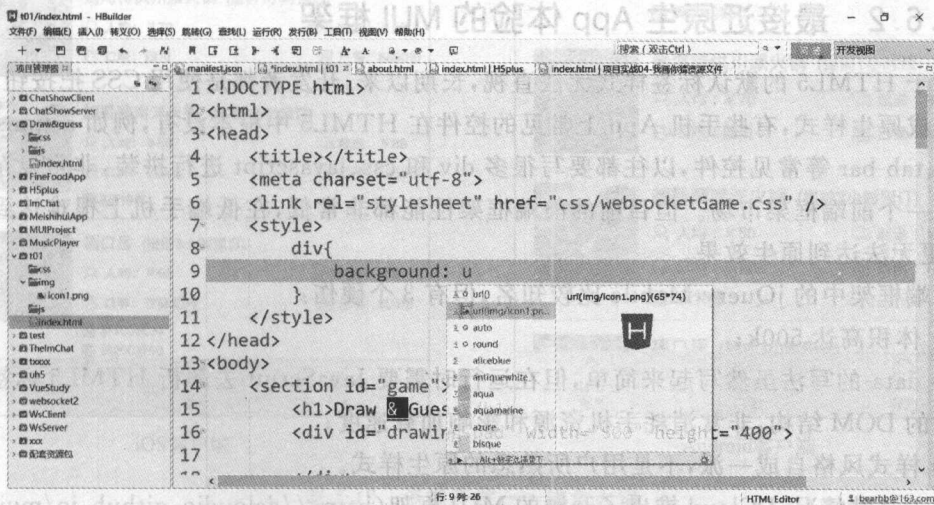 t01/index.html - HBuilder
文件(F) 编辑(E) 插入(I) 转义(O) 选择(S) 跳转(G) 查找(L) 运行(R) 发行(B) 工具(T) 视图(V) 帮助(H)
搜索(双击Ctrl) 开发视图
项目管理器
manifest.json *index.html | t01 about.html index.html | H5plus index.html | 项目实战04-我画你猜资源文件
ChatShowClient
ChatShowServer
Draw&guess
css
js
index.html
FineFoodApp
H5plus
ImChat
MeishihuiApp
MUIProject
MusicPlayer
t01
css
img
icon1.png
js
index.html
test
TheImChat
txxxx
uh5
VueStudy
websocket2
WsClient
WsServer
xxx
配套资源包
1 <!DOCTYPE html>
2 <html>
3 <head>
4 <title></title>
5 <meta charset="utf-8">
6 <link rel="stylesheet" href="css/websocketGame.css" />
7 <style>
8 div{
9 background: u
10 }
11 </style>
12 </head>
13 <body>
14 <section id="game">
15 <h1>Draw & Gues
16 <div id="drawin width="500" height="400">
17
url()
url(img/icon1.pn...
auto
round
aliceblue
antiquewhite
aqua
aquamarine
azure
bisque
url(img/icon1.png)(65*74)
行: 9 列: 26
HTML Editor
bearbb@163.com